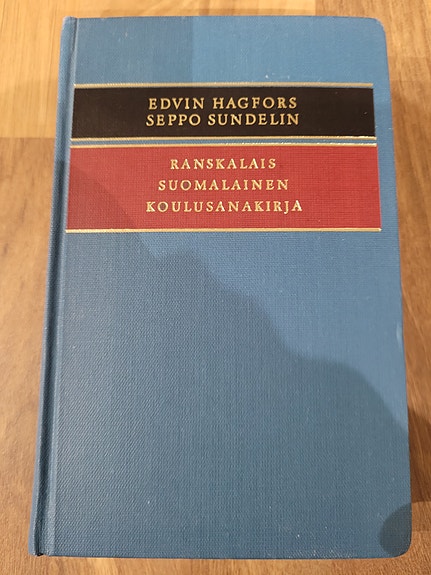 EDVIN HAGFORS
SEPPO SUNDELIN
RANSKALAIS
SUOMALAINEN
KOULUSANAKIRJA